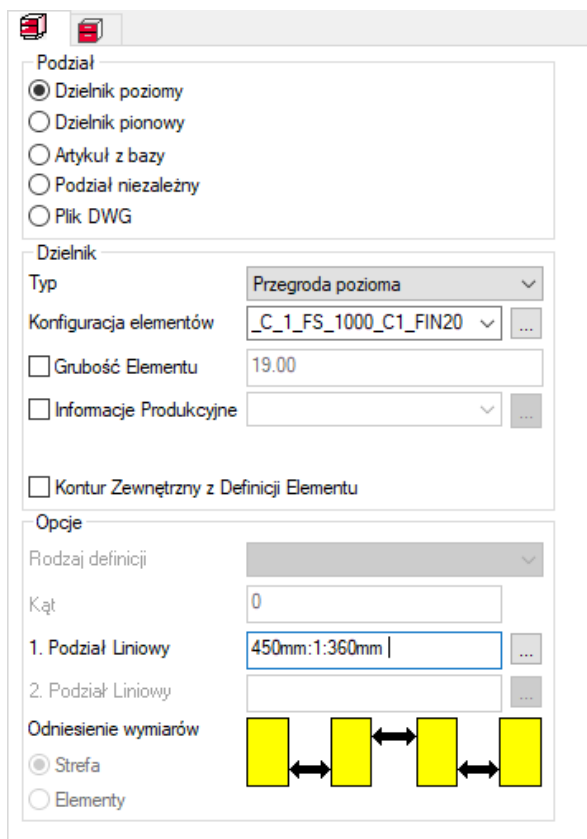 Podział
Dzielnik poziomy
Dzielnik pionowy
Artykuł z bazy
Podział niezależny
Plik DWG
Dzielnik
Typ Przegroda pozioma
Konfiguracja elementów _C_1_FS_1000_C1_FIN20 ...
Grubość Elementu 19.00
Informacje Produkcyjne ...
Kontur Zewnętrzny z Definicji Elementu
Opcje
Rodzaj definicji
Kąt 0
1. Podział Liniowy 450mm:1:360mm ...
2. Podział Liniowy ...
Odniesienie wymiarów
Strefa
Elementy